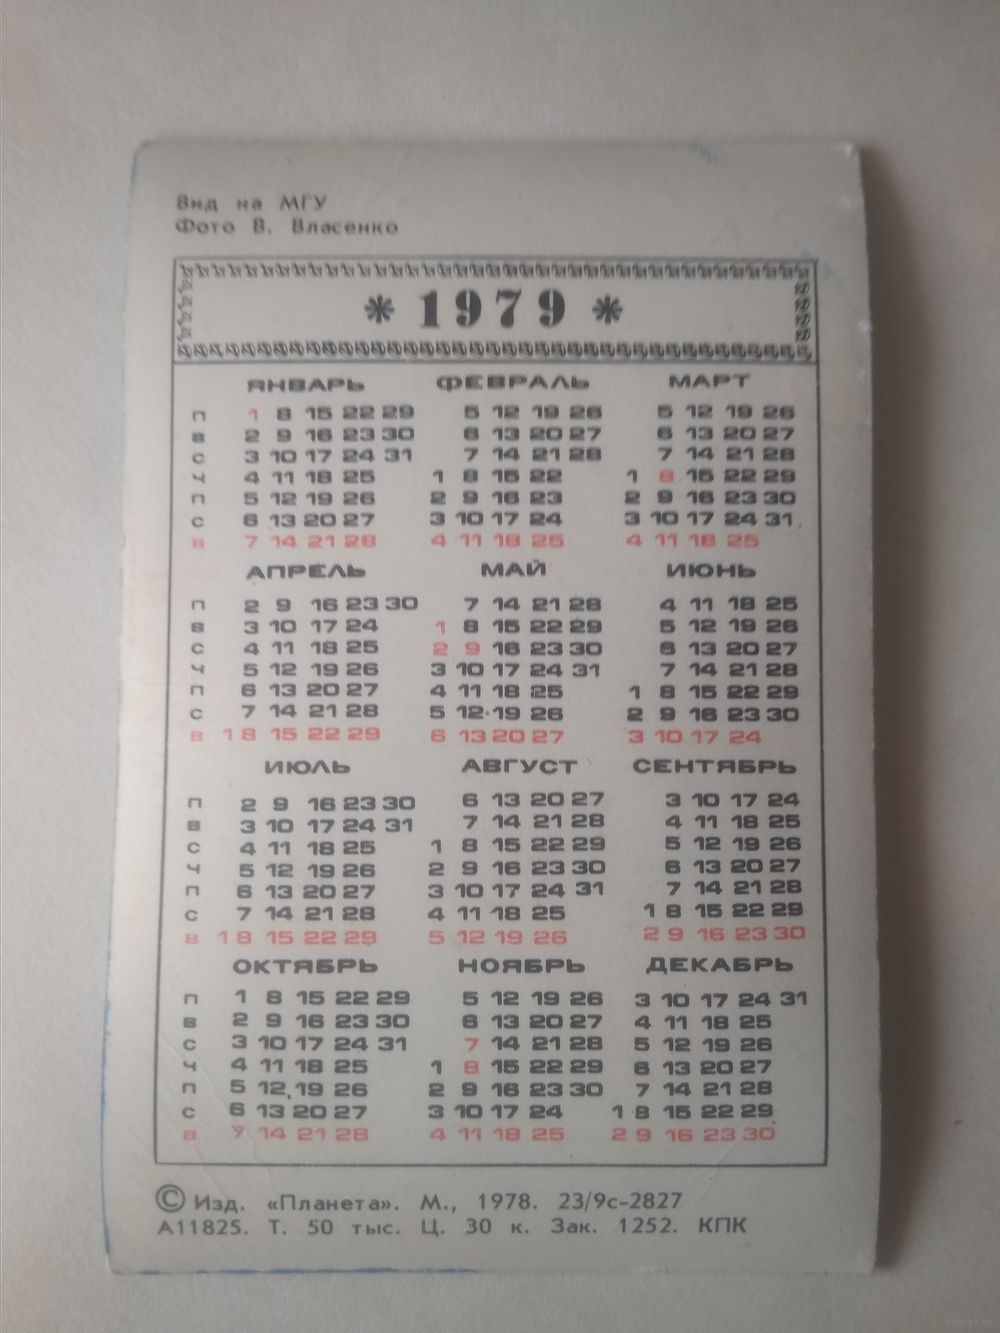 Вид на МГУ
Фото В. Власенко
* 1979 *
ЯНВАРЬ ФЕВРАЛЬ МАРТ
П 1 8 15 22 29 5 12 19 26 5 12 19 26
В 2 9 16 23 30 6 13 20 27 6 13 20 27
С 3 10 17 24 31 7 14 21 28 7 14 21 28
Ч 4 11 18 25 1 8 15 22 1 8 15 22 29
П 5 12 19 26 2 9 16 23 2 9 16 23 30
С 6 13 20 27 3 10 17 24 3 10 17 24 31
В 7 14 21 28 4 11 18 25 4 11 18 25
АПРЕЛЬ МАЙ ИЮНЬ
П 2 9 16 23 30 7 14 21 28 4 11 18 25
В 3 10 17 24 1 8 15 22 29 5 12 19 26
С 4 11 18 25 2 9 16 23 30 6 13 20 27
Ч 5 12 19 26 3 10 17 24 31 7 14 21 28
П 6 13 20 27 4 11 18 25 1 8 15 22 29
С 7 14 21 28 5 12 19 26 2 9 16 23 30
В 1 8 15 22 29 6 13 20 27 3 10 17 24
ИЮЛЬ АВГУСТ СЕНТЯБРЬ
П 2 9 16 23 30 6 13 20 27 3 10 17 24
В 3 10 17 24 31 7 14 21 28 4 11 18 25
С 4 11 18 25 1 8 15 22 29 5 12 19 26
Ч 5 12 19 26 2 9 16 23 30 6 13 20 27
П 6 13 20 27 3 10 17 24 31 7 14 21 28
С 7 14 21 28 4 11 18 25 1 8 15 22 29
В 1 8 15 22 29 5 12 19 26 2 9 16 23 30
ОКТЯБРЬ НОЯБРЬ ДЕКАБРЬ
П 1 8 15 22 29 5 12 19 26 3 10 17 24 31
В 2 9 16 23 30 6 13 20 27 4 11 18 25
С 3 10 17 24 31 7 14 21 28 5 12 19 26
Ч 4 11 18 25 1 8 15 22 29 6 13 20 27
П 5 12 19 26 2 9 16 23 30 7 14 21 28
С 6 13 20 27 3 10 17 24 1 8 15 22 29
В 7 14 21 28 4 11 18 25 2 9 16 23 30
© Изд. «Планета». М., 1978. 23/9с-2827
А11825. Т. 50 тыс. Ц. 30 к. Зак. 1252. КПК
www.ay.by